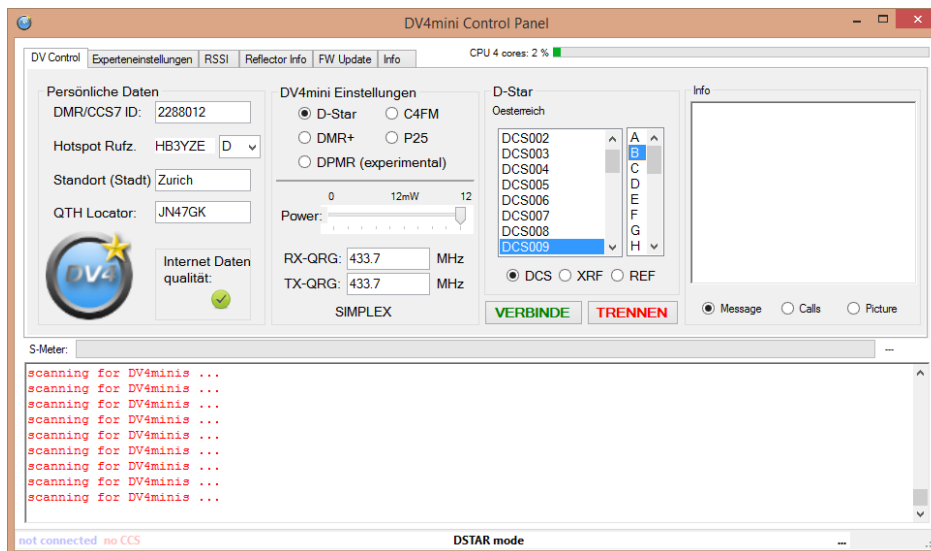 DV4mini Control Panel
DV Control Experteneinstellungen RSSI Reflector Info FW Update Info CPU 4 cores: 2 %
Persönliche Daten
DMR/CCS7 ID: 2288012
Hotspot Rufz. HB3YZE D
Standort (Stadt) Zurich
QTH Locator: JN47GK
DV4
Internet Daten
qualität:
DV4mini Einstellungen
D-Star C4FM
DMR+ P25
DPMR (experimental)
0 12mW 12
Power:
RX-QRG: 433.7 MHz
TX-QRG: 433.7 MHz
SIMPLEX
D-Star
Oesterreich
DCS002 A
DCS003 B
DCS004 C
DCS005 D
DCS006 E
DCS007 F
DCS008 G
DCS009 H
DCS XRF REF
VERBINDE TRENNEN
Info
Message Calls Picture
S-Meter: ---
scanning for DV4minis ...
scanning for DV4minis ...
scanning for DV4minis ...
scanning for DV4minis ...
scanning for DV4minis ...
scanning for DV4minis ...
scanning for DV4minis ...
scanning for DV4minis ...
scanning for DV4minis ...
not connected no CCS DSTAR mode ...